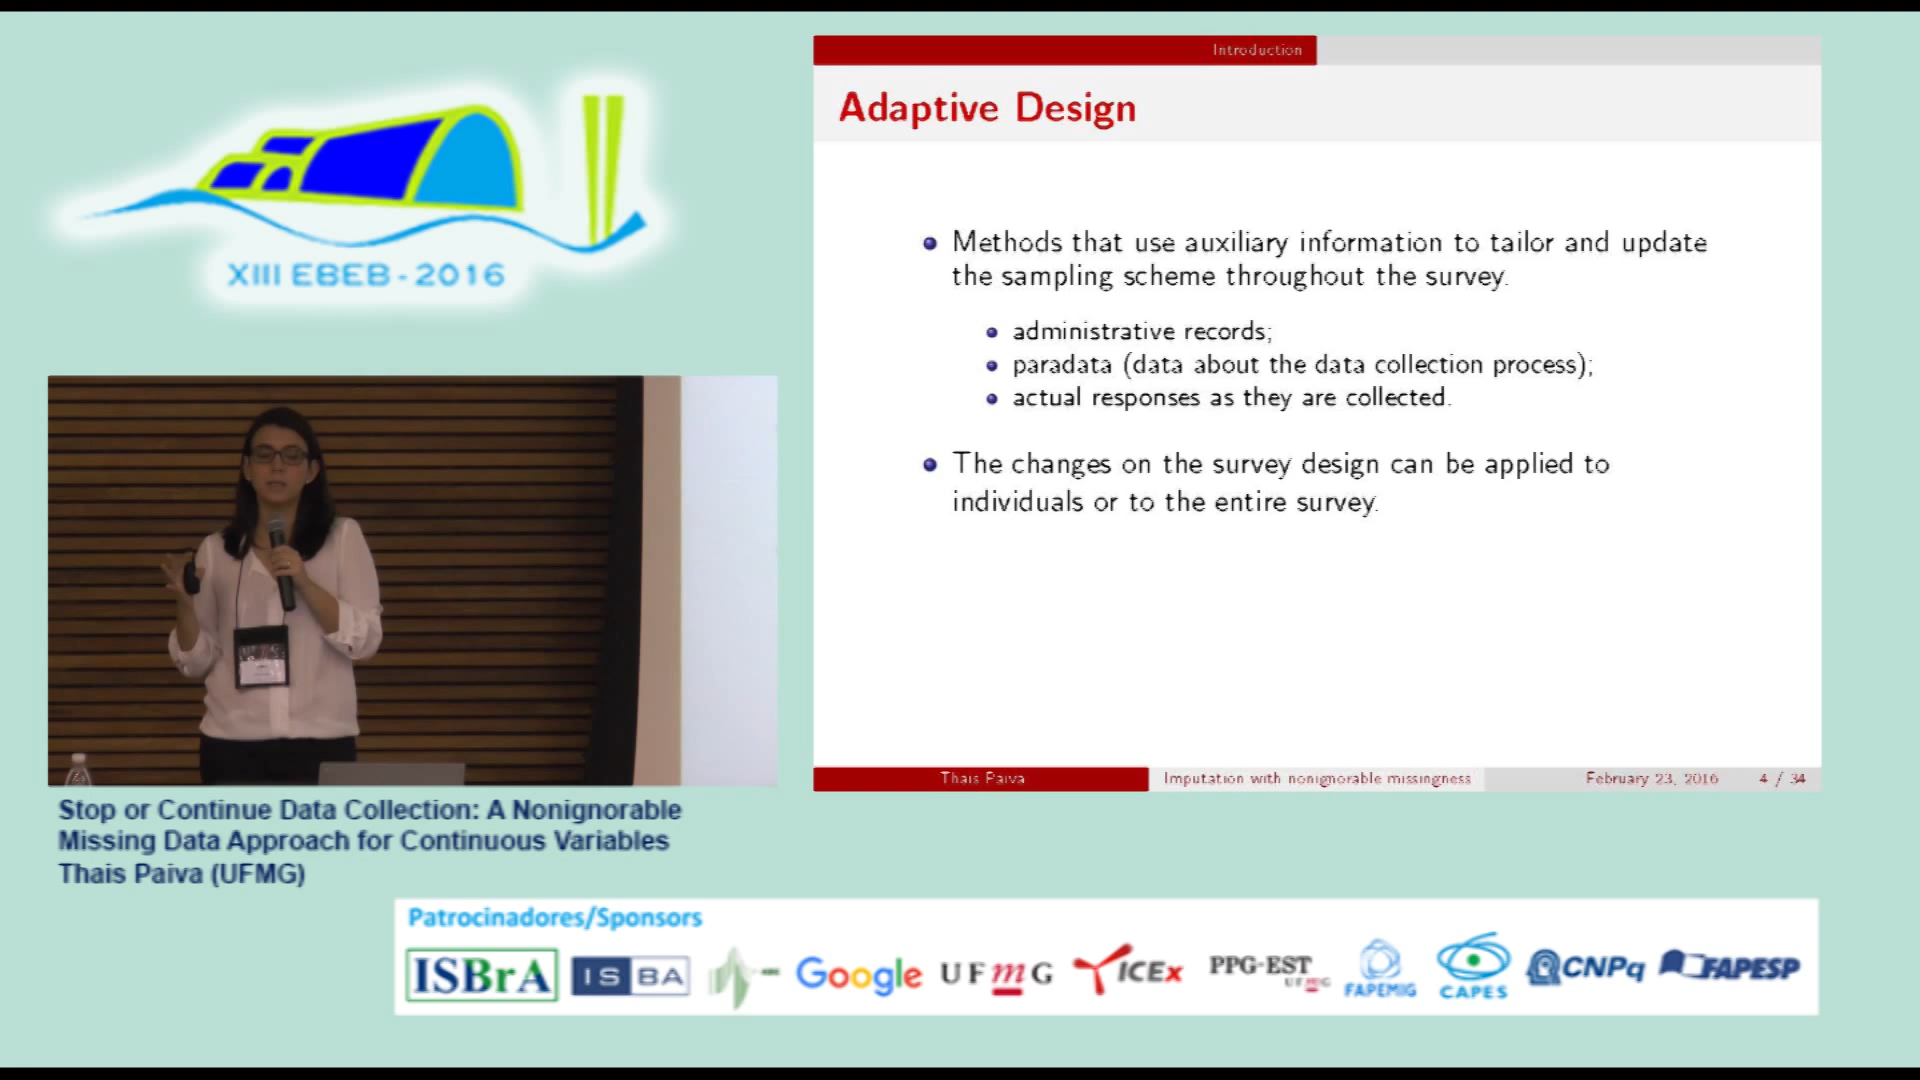 XIII EBEB - 2016
Introduction
Adaptive Design
Methods that use auxiliary information to tailor and update
the sampling scheme throughout the survey.
administrative records;
paradata (data about the data collection process);
actual responses as they are collected.
The changes on the survey design can be applied to
individuals or to the entire survey.
Thais Paiva
Imputation with nonignorable missingness
February 23, 2016
4 / 34
Stop or Continue Data Collection: A Nonignorable
Missing Data Approach for Continuous Variables
Thais Paiva (UFMG)
Patrocinadores/Sponsors
ISBrA
ISBA
Google
UFmG
ICEx
PPG-EST
UFmG
FAPEMIG
CAPES
CNPq
FAPESP